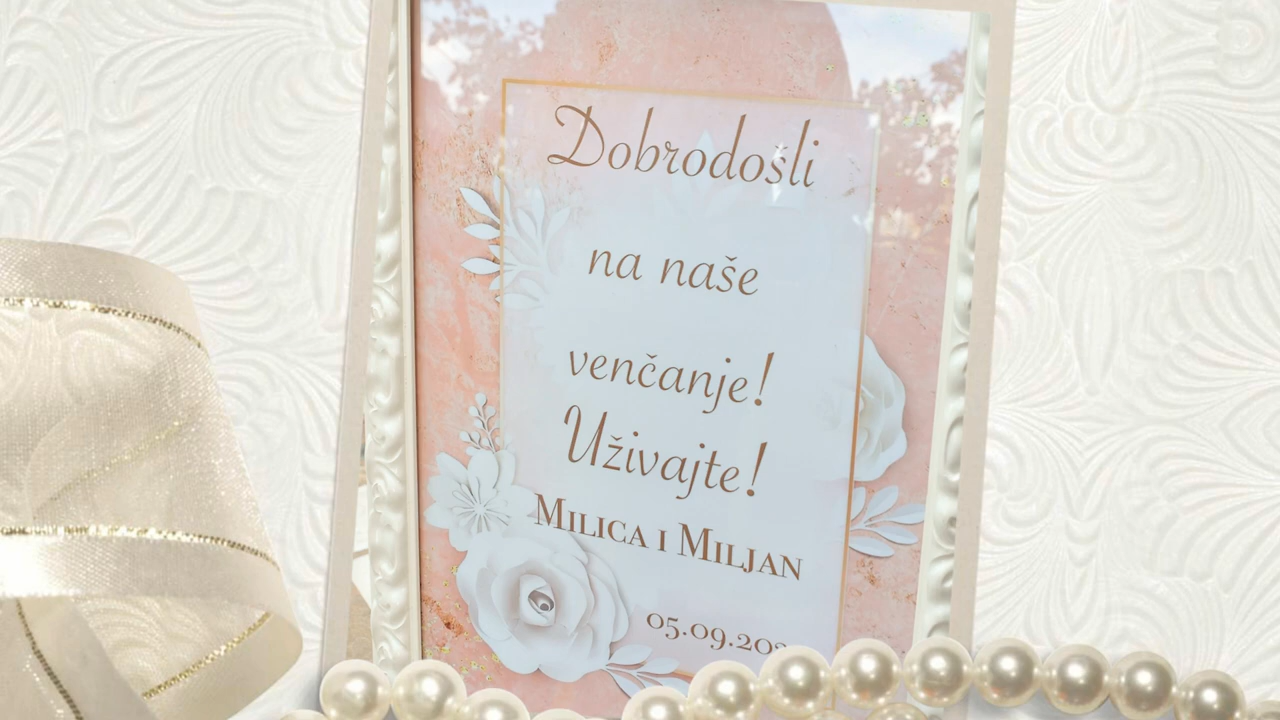 Dobrodošli
na naše
venčanje!
Uživajte!
Milica i Miljan